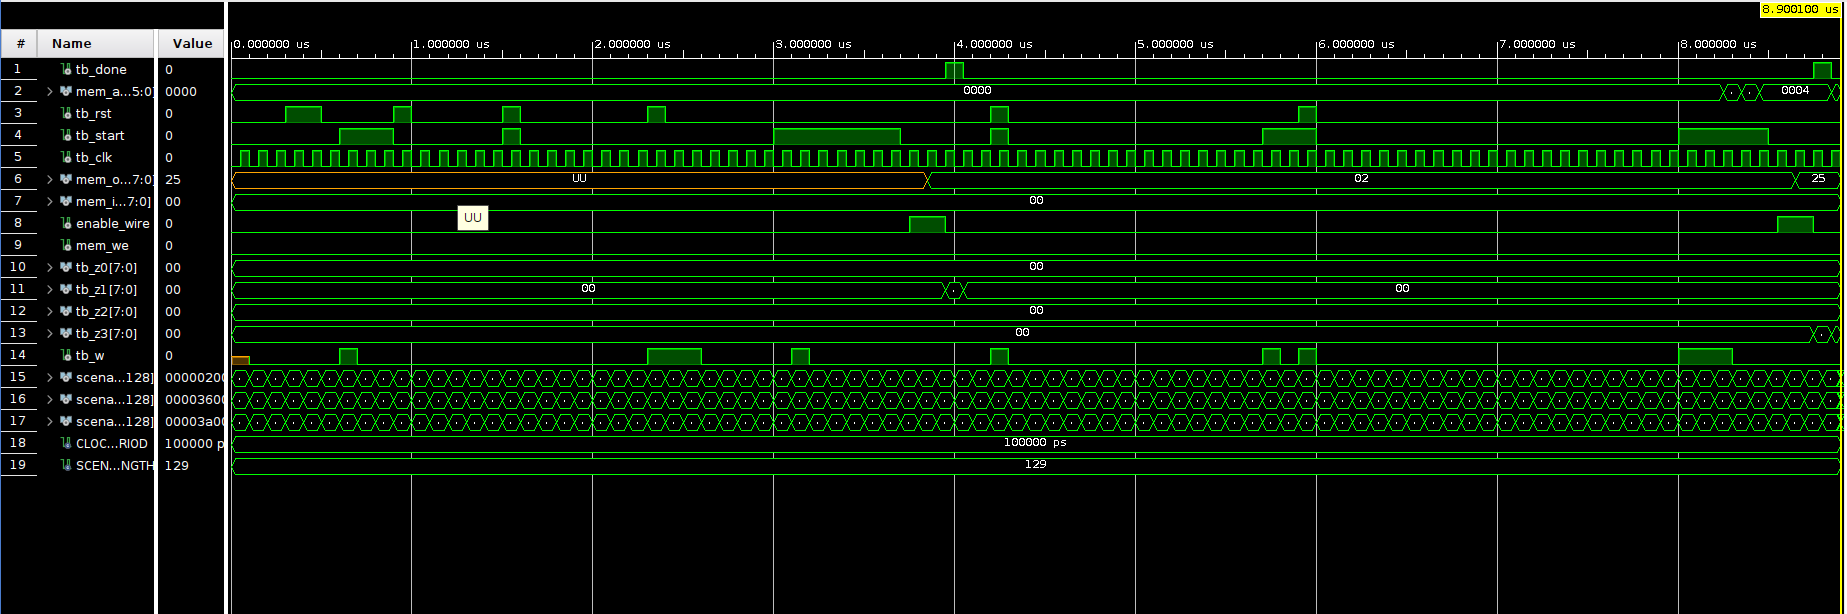 8.900100 us
# Name Value 0.000000 us 1.000000 us 2.000000 us 3.000000 us 4.000000 us 5.000000 us 6.000000 us 7.000000 us 8.000000 us
1 tb_done 0
2 mem_a...5:0] 0000 0000 0004
3 tb_rst 0
4 tb_start 0
5 tb_clk 0
6 mem_o...7:0] 25 UU 02 25
7 mem_i...7:0] 00 00
UU
8 enable_wire 0
9 mem_we 0
10 tb_z0[7:0] 00 00
11 tb_z1[7:0] 00 00 00
12 tb_z2[7:0] 00 00
13 tb_z3[7:0] 00 00
14 tb_w 0
15 scena...128] 00000200
16 scena...128] 00003600
17 scena...128] 00003a00
18 CLOC...RIOD 100000 p 100000 ps
19 SCEN...NGTH 129 129